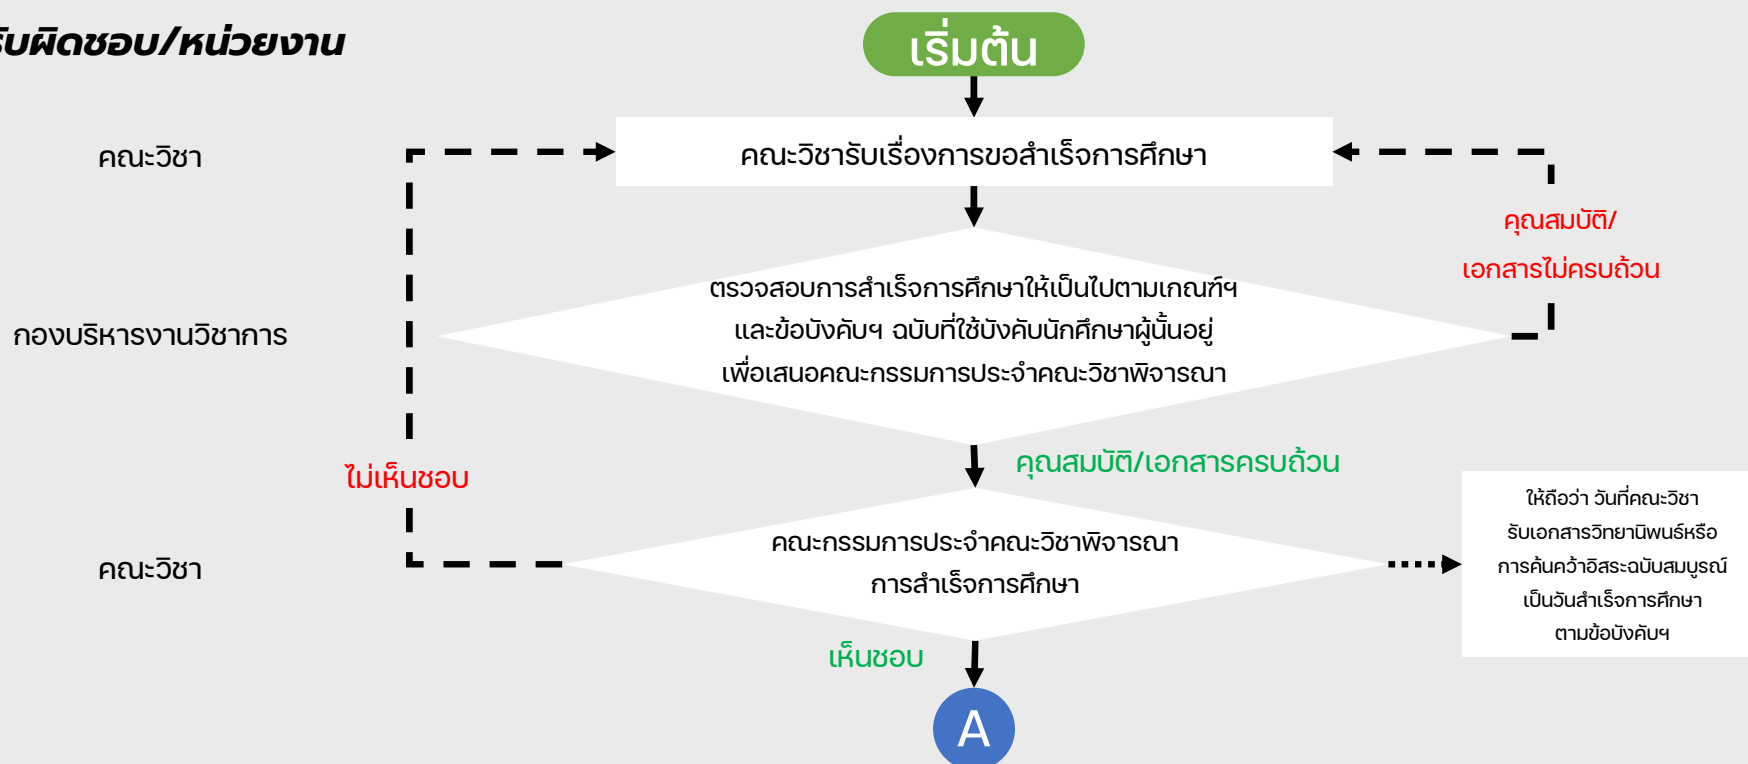 รับผิดชอบ/หน่วยงาน
เริ่มต้น
คณะวิชา
คณะวิชารับเรื่องการขอสำเร็จการศึกษา
คุณสมบัติ/
เอกสารไม่ครบถ้วน
กองบริหารงานวิชาการ
ตรวจสอบการสำเร็จการศึกษาให้เป็นไปตามเกณฑ์ฯ
และข้อบังคับฯ ฉบับที่ใช้บังคับนักศึกษาผู้นั้นอยู่
เพื่อเสนอคณะกรรมการประจำคณะวิชาพิจารณา
คุณสมบัติ/เอกสารครบถ้วน
ไม่เห็นชอบ
คณะวิชา
คณะกรรมการประจำคณะวิชาพิจารณา
การสำเร็จการศึกษา
ให้ถือว่า วันที่คณะวิชา
รับเอกสารวิทยานิพนธ์หรือ
การค้นคว้าอิสระฉบับสมบูรณ์
เป็นวันสำเร็จการศึกษา
ตามข้อบังคับฯ
เห็นชอบ
A